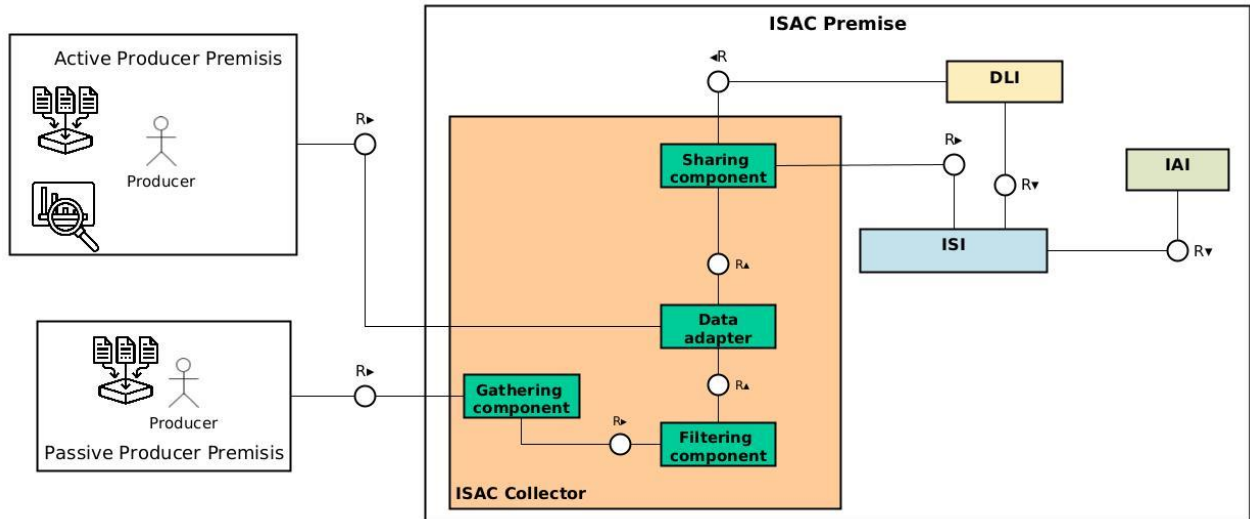 ISAC Premise
Active Producer Premisis
Producer
R▶
◀R
DLI
Sharing
component
R▶
R▼
IAI
ISI
R▼
R▲
Data
adapter
R▲
Passive Producer Premisis
Producer
R▶
Gathering
component
R▶
Filtering
component
ISAC Collector